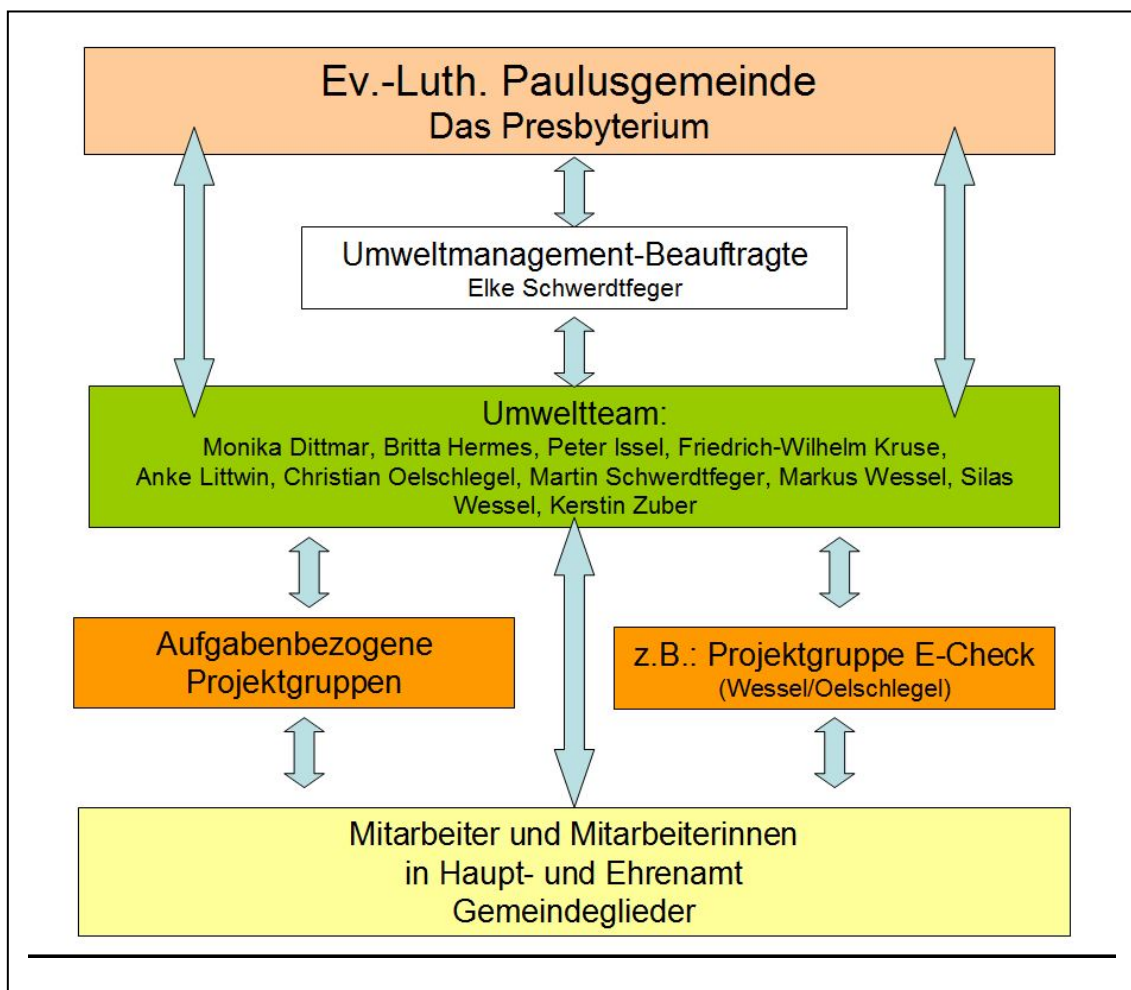 Ev.-Luth. Paulusgemeinde
Das Presbyterium
Umweltmanagement-Beauftragte
Elke Schwerdtfeger
Umweltteam:
Monika Dittmar, Britta Hermes, Peter Issel, Friedrich-Wilhelm Kruse,
Anke Littwin, Christian Oelschlegel, Martin Schwerdtfeger, Markus Wessel, Silas
Wessel, Kerstin Zuber
Aufgabenbezogene
Projektgruppen
z.B.: Projektgruppe E-Check
(Wessel/Oelschlegel)
Mitarbeiter und Mitarbeiterinnen
in Haupt- und Ehrenamt
Gemeindeglieder